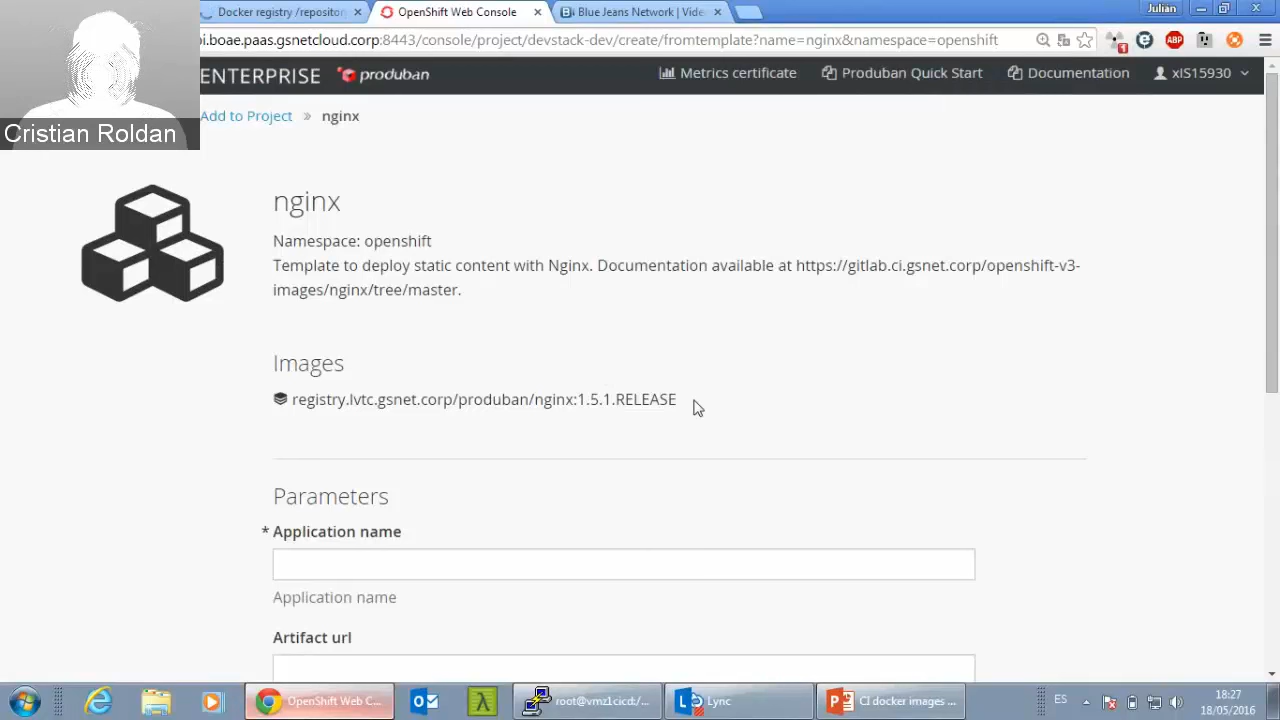 Docker registry /repository
OpenShift Web Console
Blue Jeans Network | Vide
Julian
i.boae.paas.gsnetcloud.corp:8443/console/project/devstack-dev/create/fromtemplate?name=nginx&namespace=openshift
1
ABP
ENTERPRISE
produban
Metrics certificate
Produban Quick Start
Documentation
xIS15930
Cristian Roldan
Add to Project » nginx
nginx
Namespace: openshift
Template to deploy static content with Nginx. Documentation available at https://gitlab.ci.gsnet.corp/openshift-v3-
images/nginx/tree/master.
Images
registry.lvtc.gsnet.corp/produban/nginx:1.5.1.RELEASE
Parameters
* Application name
Application name
Artifact url
OpenShift Web C...
root@vmz1cicd:/...
Lync
CI docker images ...
ES
18:27
18/05/2016